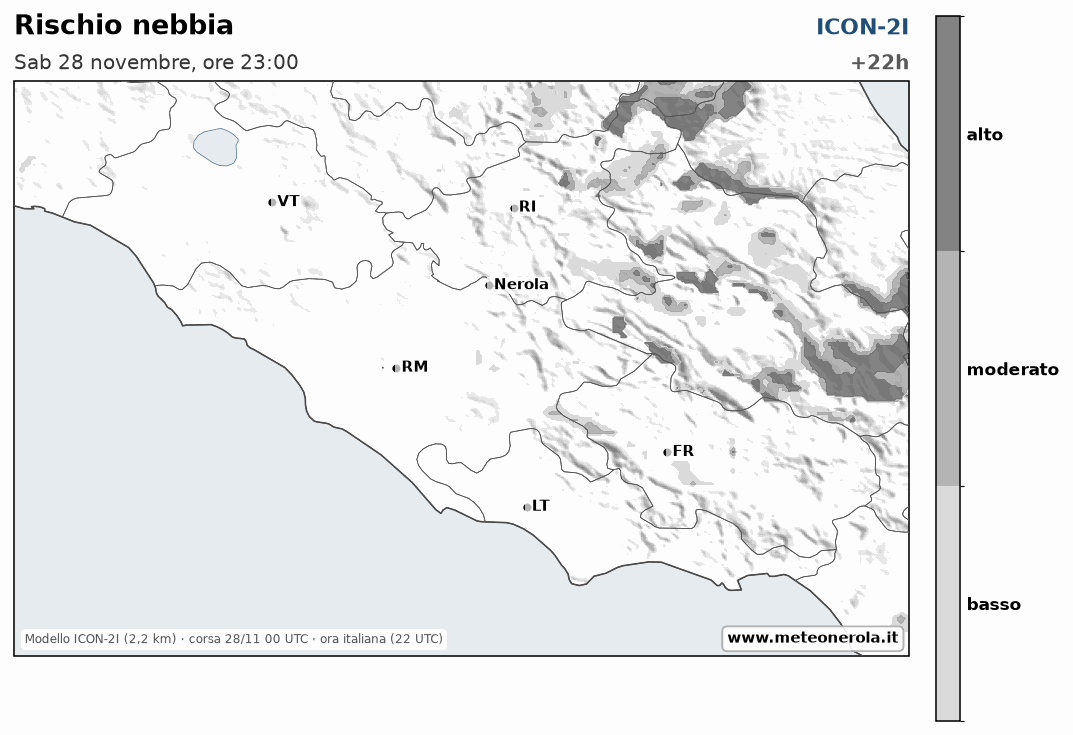 Rischio nebbia
ICON-2I
Sab 28 novembre, ore 23:00
+22h
alto
VT
RI
Nerola
RM
moderato
FR
LT
basso
Modello ICON-2I (2,2 km) · corsa 28/11 00 UTC · ora italiana (22 UTC)
www.meteonerola.it